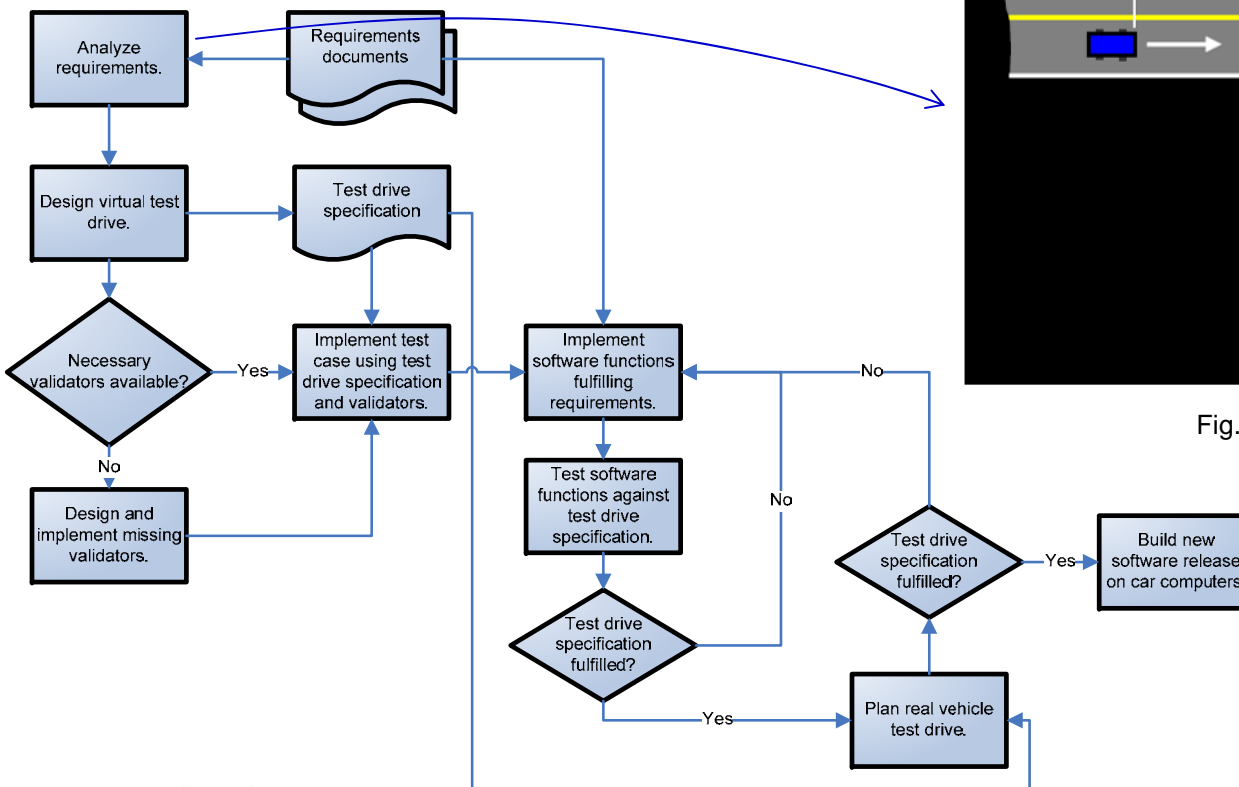 Analyze
requirements.
Requirements
documents
Design virtual test
drive.
Test drive
specification
Necessary
validators available?
Yes
Implement test
case using test
drive specification
and validators.
Implement
software functions
fulfilling
requirements.
No
Fig.
No
Design and
implement missing
validators.
Test software
functions against
test drive
specification.
No
Test drive
specification
fulfilled?
Yes
Build new
software release
on car computers
Test drive
specification
fulfilled?
Yes
Plan real vehicle
test drive.